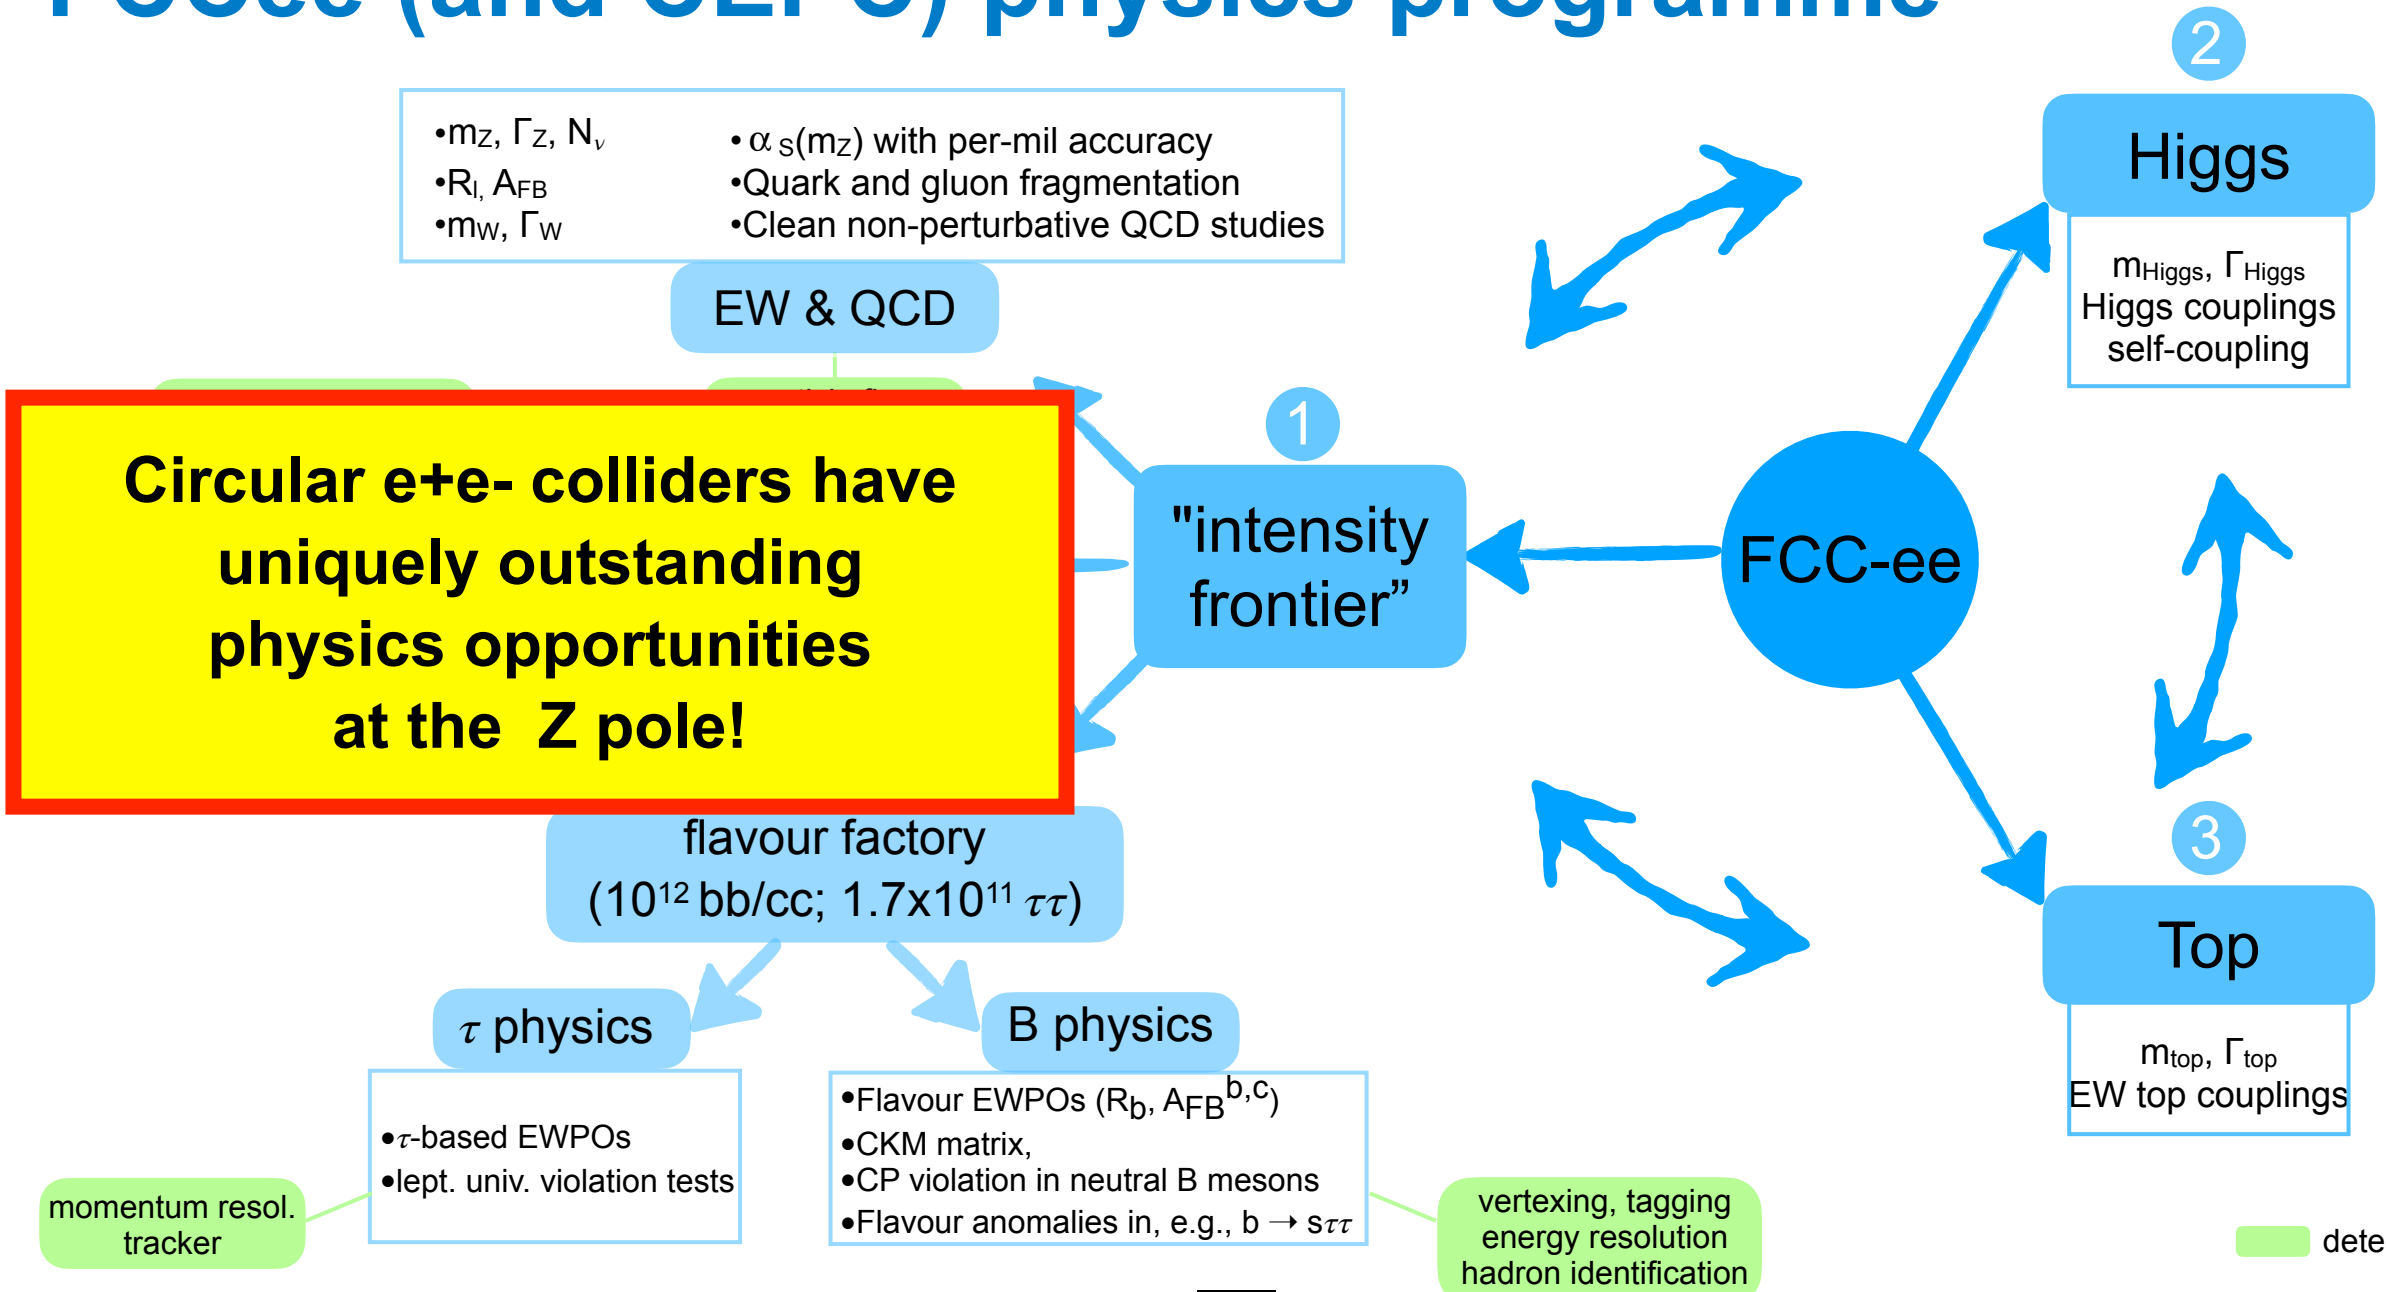 (and CEPC) physics programme
2
•mZ, ΓZ, Nν
•Rl, AFB
•mW, ΓW
•αS(mZ) with per-mil accuracy
•Quark and gluon fragmentation
•Clean non-perturbative QCD studies
EW & QCD
Higgs
mHiggs, ΓHiggs
Higgs couplings
self-coupling
1
Circular e+e- colliders have
uniquely outstanding
physics opportunities
at the Z pole!
"intensity
frontier”
FCC-ee
flavour factory
(10¹² bb/cc; 1.7x10¹¹ ττ)
3
Top
mtop, Γtop
EW top couplings
τ physics
•τ-based EWPOs
•lept. univ. violation tests
B physics
•Flavour EWPOs (Rb, AFBb,c)
•CKM matrix,
•CP violation in neutral B mesons
•Flavour anomalies in, e.g., b → sττ
momentum resol.
tracker
vertexing, tagging
energy resolution
hadron identification
dete